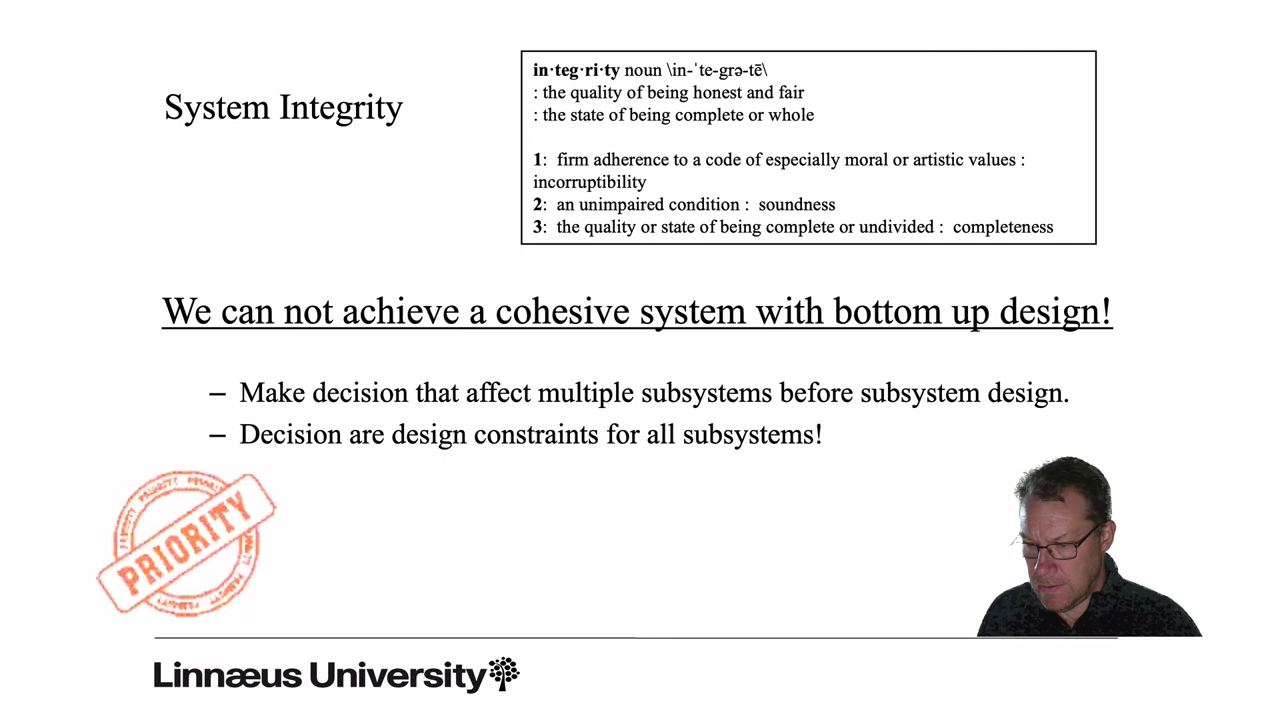 System Integrity
in·teg·ri·ty noun \in-ˈte-grə-tē\
: the quality of being honest and fair
: the state of being complete or whole
1: firm adherence to a code of especially moral or artistic values :
incorruptibility
2: an unimpaired condition : soundness
3: the quality or state of being complete or undivided : completeness
We can not achieve a cohesive system with bottom up design!
– Make decision that affect multiple subsystems before subsystem design.
– Decision are design constraints for all subsystems!
PRIORITY
Linnæus University